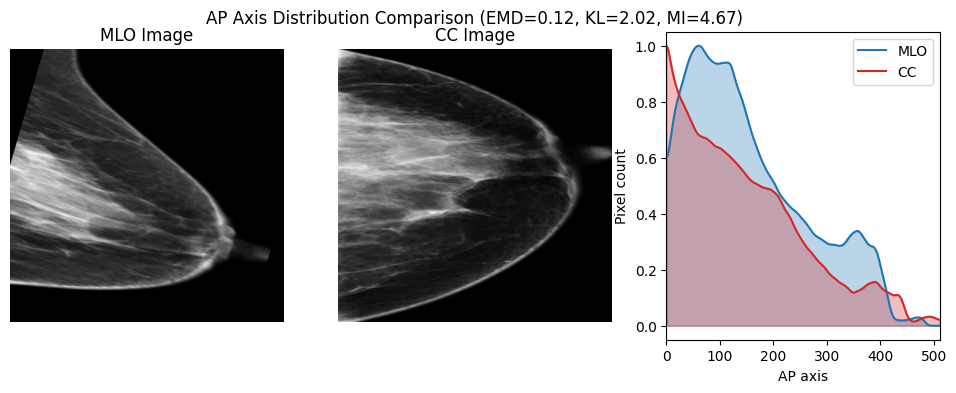 AP Axis Distribution Comparison (EMD=0.12, KL=2.02, MI=4.67)
MLO Image
CC Image
MLO
CC
1.0
0.8
0.6
0.4
0.2
0.0
Pixel count
0 100 200 300 400 500
AP axis